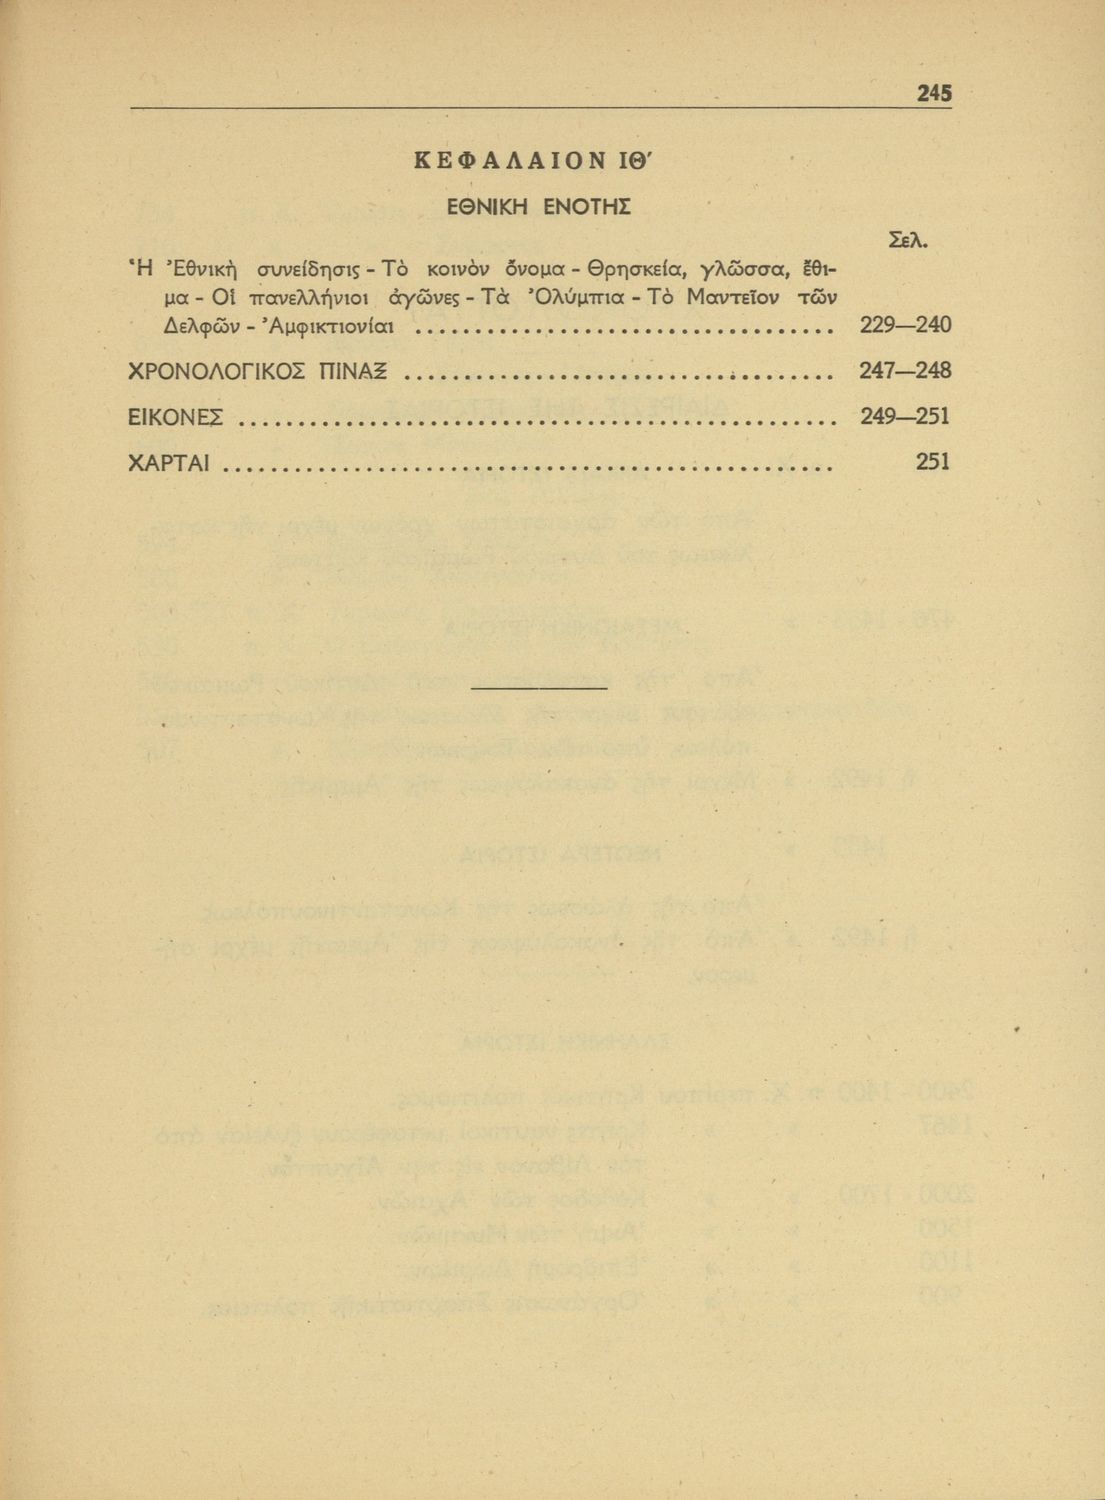 245
ΚΕΦΑΛΑΙΟΝ ΙΘ΄
ΕΘΝΙΚΗ ΕΝΟΤΗΣ
Σελ.
Ἡ Ἐθνικὴ συνείδησις - Τὸ κοινὸν ὄνομα - Θρησκεία, γλῶσσα, ἔθι-
μα - Οἱ πανελλήνιοι ἀγῶνες - Τὰ Ὀλύμπια - Τὸ Μαντεῖον τῶν
Δελφῶν - Ἀμφικτιονίαι ................................... 229—240
ΧΡΟΝΟΛΟΓΙΚΟΣ ΠΙΝΑΞ .................................... 247—248
ΕΙΚΟΝΕΣ .................................................. 249—251
ΧΑΡΤΑΙ ................................................... 251